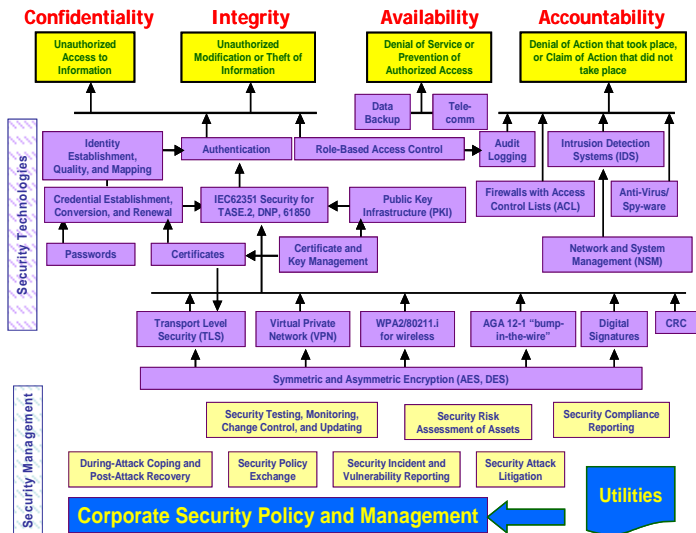 Confidentiality
Integrity
Availability
Accountability
Unauthorized
Access to
Information
Unauthorized
Modification or Theft of
Information
Denial of Service or
Prevention of
Authorized Access
Denial of Action that took place,
or Claim of Action that did not
take place
Data
Backup
Tele-
comm
Security Technologies
Identity
Establishment,
Quality, and Mapping
Authentication
Role-Based Access Control
Audit
Logging
Intrusion Detection
Systems (IDS)
Credential Establishment,
Conversion, and Renewal
IEC62351 Security for
TASE.2, DNP, 61850
Public Key
Infrastructure (PKI)
Firewalls with Access
Control Lists (ACL)
Anti-Virus/
Spy-ware
Passwords
Certificates
Certificate and
Key Management
Network and System
Management (NSM)
Transport Level
Security (TLS)
Virtual Private
Network (VPN)
WPA2/80211.i
for wireless
AGA 12-1 “bump-
in-the-wire”
Digital
Signatures
CRC
Symmetric and Asymmetric Encryption (AES, DES)
Security Management
Security Testing, Monitoring,
Change Control, and Updating
Security Risk
Assessment of Assets
Security Compliance
Reporting
During-Attack Coping and
Post-Attack Recovery
Security Policy
Exchange
Security Incident and
Vulnerability Reporting
Security Attack
Litigation
Utilities
Corporate Security Policy and Management